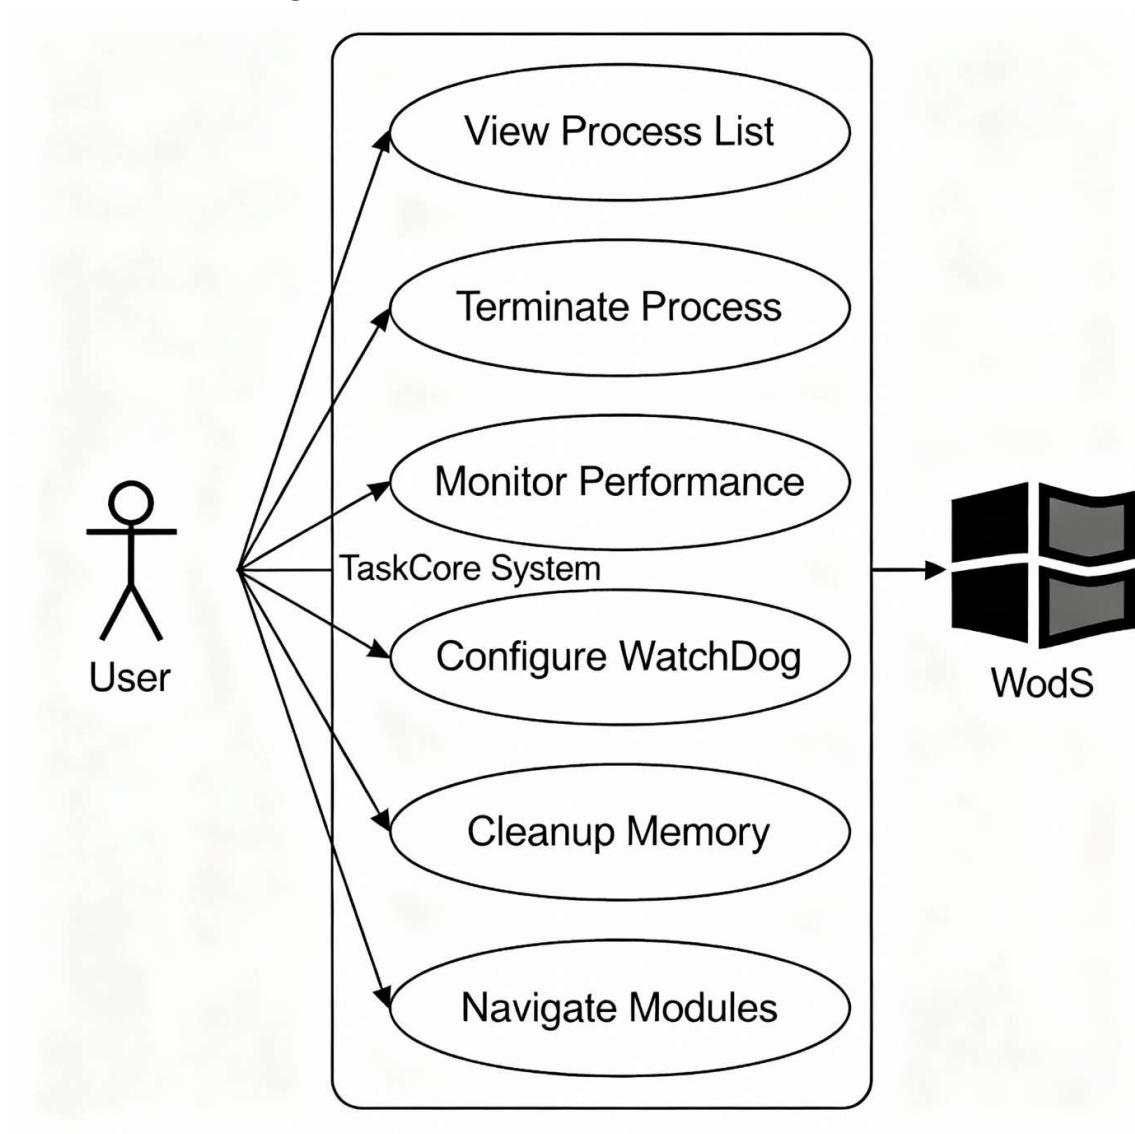 View Process List
Terminate Process
Monitor Performance
TaskCore System
Configure WatchDog
User
WodS
Cleanup Memory
Navigate Modules